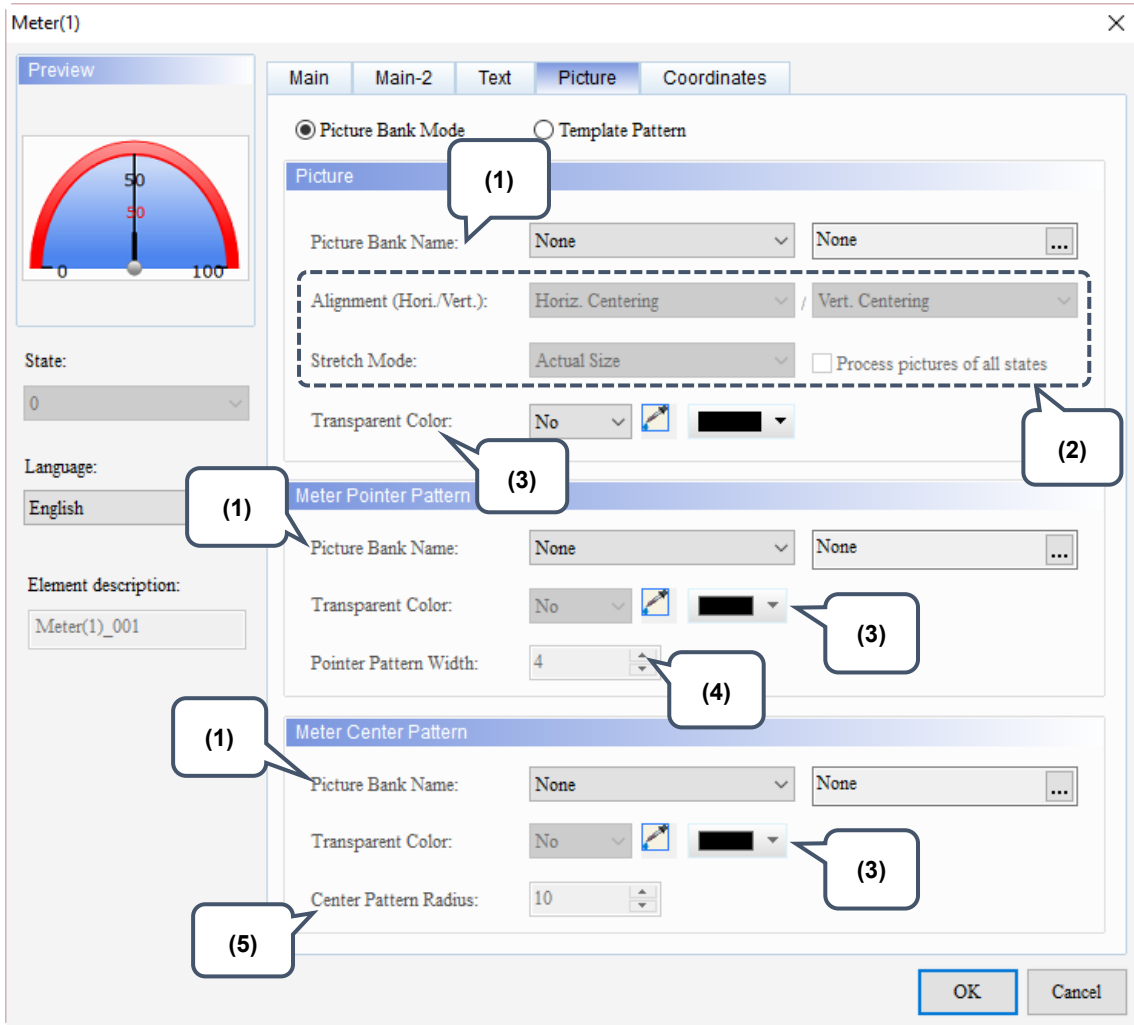 Meter(1)
Preview
50
50
0
100
State:
0
Language:
English
Element description:
Meter(1)_001
Main Main-2 Text Picture Coordinates
Picture Bank Mode Template Pattern
Picture
(1)
Picture Bank Name: None None ...
Alignment (Hori./Vert.): Horiz. Centering / Vert. Centering
Stretch Mode: Actual Size Process pictures of all states
Transparent Color: No
(2)
(3)
Meter Pointer Pattern
(1)
Picture Bank Name: None None ...
Transparent Color: No
(3)
Pointer Pattern Width: 4
(4)
Meter Center Pattern
(1)
Picture Bank Name: None None ...
Transparent Color: No
(3)
Center Pattern Radius: 10
(5)
OK Cancel